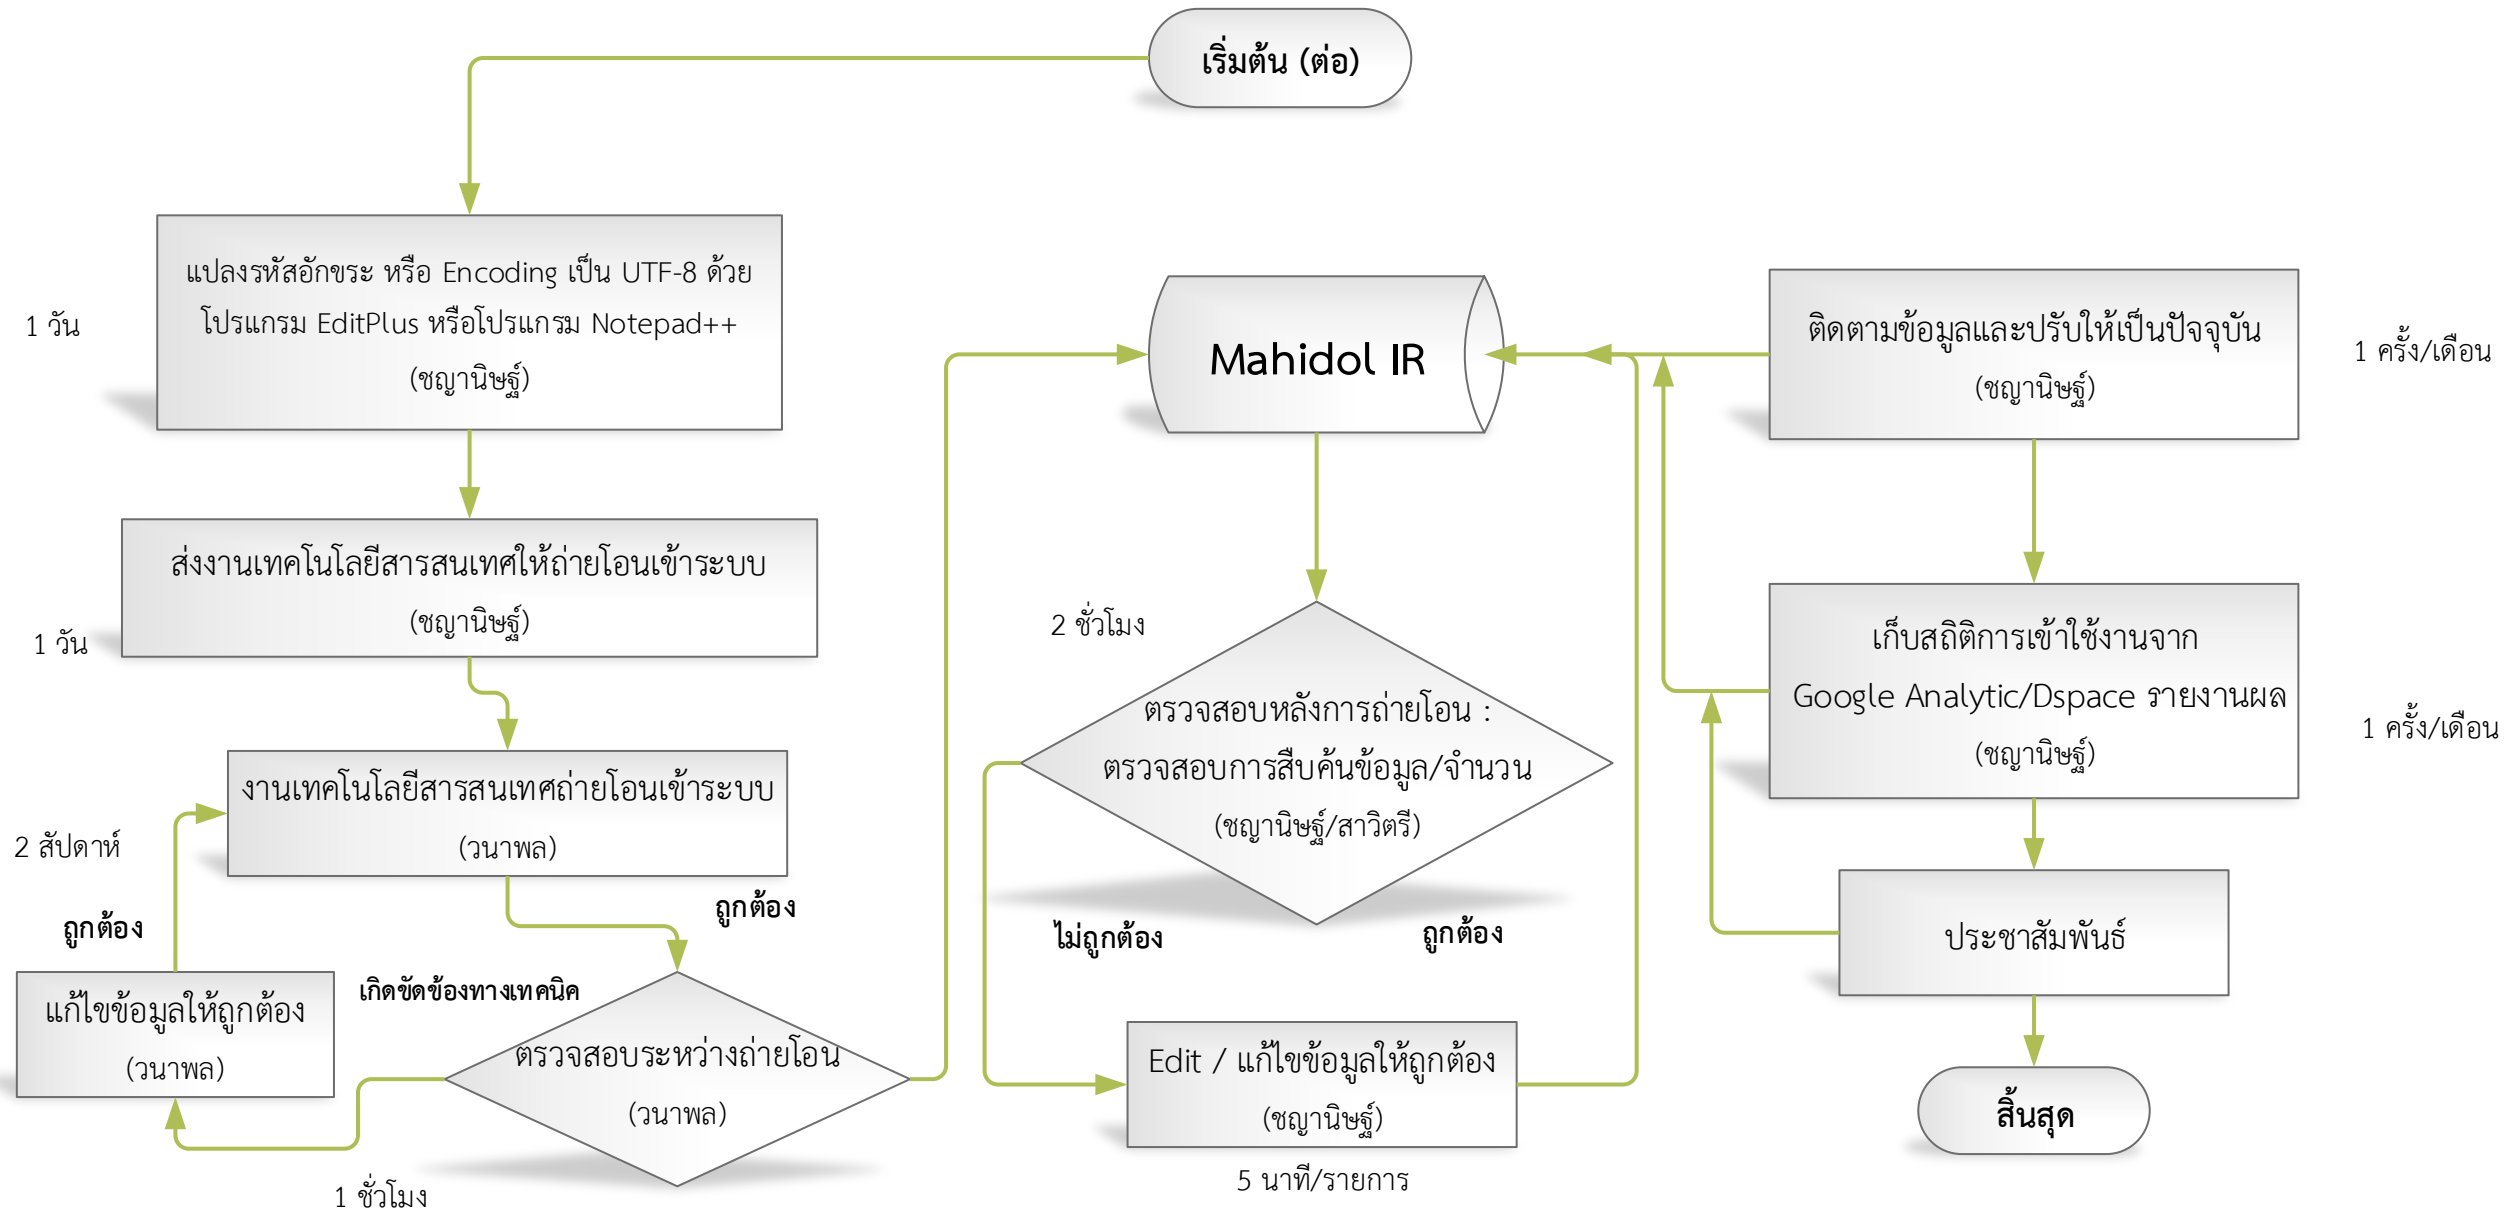 เริ่มต้น (ต่อ)
แปลงรหัสอักขระ หรือ Encoding เป็น UTF-8 ด้วย
โปรแกรม EditPlus หรือโปรแกรม Notepad++
(ชญานิษฐ์)
1 วัน
ส่งงานเทคโนโลยีสารสนเทศให้ถ่ายโอนเข้าระบบ
(ชญานิษฐ์)
1 วัน
งานเทคโนโลยีสารสนเทศถ่ายโอนเข้าระบบ
(วนาพล)
2 สัปดาห์
ถูกต้อง
ถูกต้อง
เกิดขัดข้องทางเทคนิค
แก้ไขข้อมูลให้ถูกต้อง
(วนาพล)
ตรวจสอบระหว่างถ่ายโอน
(วนาพล)
1 ชั่วโมง
Mahidol IR
2 ชั่วโมง
ตรวจสอบหลังการถ่ายโอน :
ตรวจสอบการสืบค้นข้อมูล/จำนวน
(ชญานิษฐ์/สาวิตรี)
ไม่ถูกต้อง
ถูกต้อง
Edit / แก้ไขข้อมูลให้ถูกต้อง
(ชญานิษฐ์)
5 นาที/รายการ
ติดตามข้อมูลและปรับให้เป็นปัจจุบัน
(ชญานิษฐ์)
1 ครั้ง/เดือน
เก็บสถิติการเข้าใช้งานจาก
Google Analytic/Dspace รายงานผล
(ชญานิษฐ์)
1 ครั้ง/เดือน
ประชาสัมพันธ์
สิ้นสุด